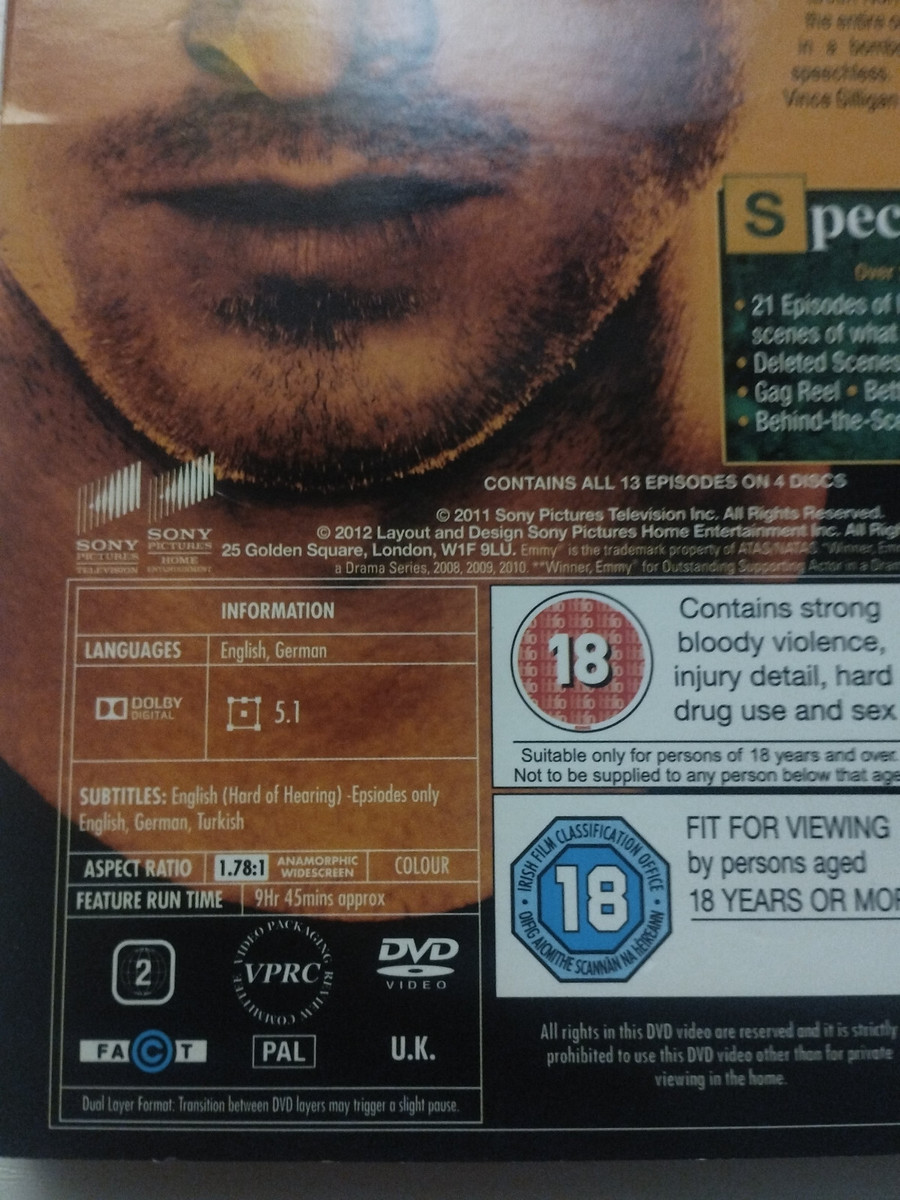 the entire
in a
speechless.
Vince Gilligan
Spec
Over
• 21 Episodes of
scenes of what
• Deleted Scenes
• Gag Reel • Bett
• Behind-the-Sce
CONTAINS ALL 13 EPISODES ON 4 DISCS
© 2011 Sony Pictures Television Inc. All Rights Reserved.
© 2012 Layout and Design Sony Pictures Home Entertainment Inc. All Righ
25 Golden Square, London, W1F 9LU. Emmy® is the trademark property of ATAS/NATAS. *Winner, Em
a Drama Series, 2008, 2009, 2010. **Winner, Emmy® for Outstanding Supporting Actor in a Dram
SONY
PICTURES
TELEVISION
SONY
PICTURES
HOME
ENTERTAINMENT
INFORMATION
LANGUAGES English, German
DOLBY
DIGITAL
5.1
SUBTITLES: English (Hard of Hearing) -Epsiodes only
English, German, Turkish
ASPECT RATIO 1.78:1 ANAMORPHIC
WIDESCREEN COLOUR
FEATURE RUN TIME 9Hr 45mins approx
2
VIDEO PACKAGING REVIEW COMMITTEE
VPRC
DVD
VIDEO
FACT
PAL
U.K.
Dual Layer Format: Transition between DVD layers may trigger a slight pause.
18
Contains strong
bloody violence,
injury detail, hard
drug use and sex
Suitable only for persons of 18 years and over.
Not to be supplied to any person below that age
IRISH FILM CLASSIFICATION OFFICE
18
OIFIG AICMITHE SCANNÁN NA hÉIREANN
FIT FOR VIEWING
by persons aged
18 YEARS OR MOR
All rights in this DVD video are reserved and it is strictly
prohibited to use this DVD video other than for private
viewing in the home.